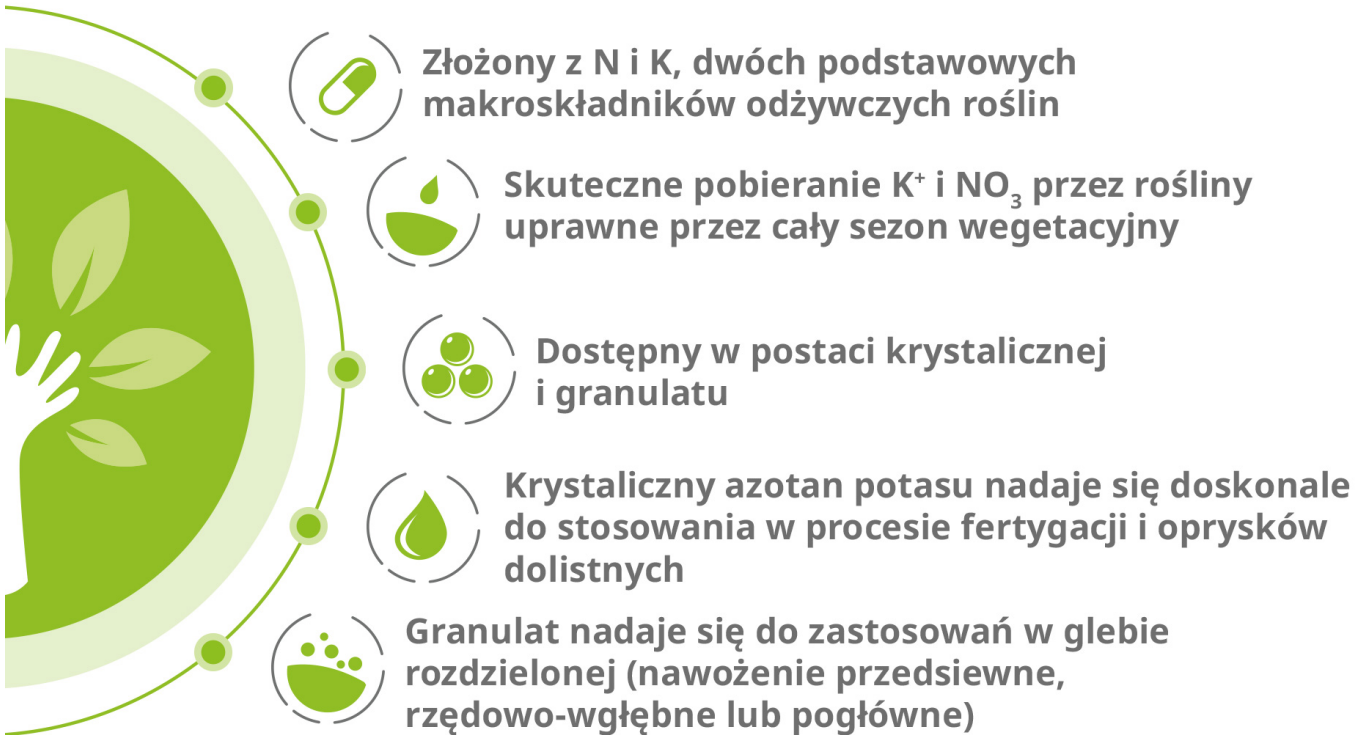 Złożony z N i K, dwóch podstawowych
makroskładników odżywczych roślin
Skuteczne pobieranie K⁺ i NO₃ przez rośliny
uprawne przez cały sezon wegetacyjny
Dostępny w postaci krystalicznej
i granulatu
Krystaliczny azotan potasu nadaje się doskonale
do stosowania w procesie fertygacji i oprysków
dolistnych
Granulat nadaje się do zastosowań w glebie
rozdzielonej (nawożenie przedsiewne,
rzędowo-wgłębne lub pogłówne)